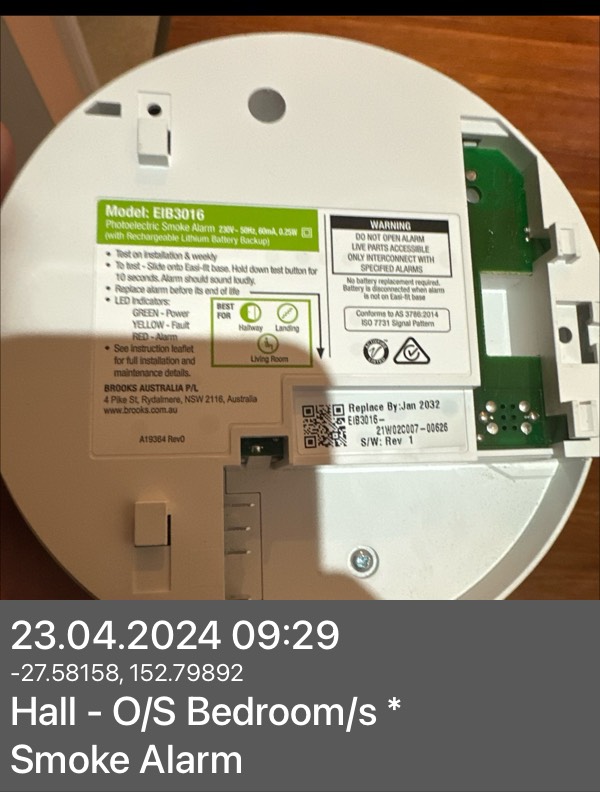 Model: EIB3016
Photoelectric Smoke Alarm 230V~ 50Hz, 60mA, 0.25W
(with Rechargeable Lithium Battery Backup)
• Test on installation & weekly
• To test - Slide onto Easi-fit base. Hold down test button for
10 seconds. Alarm should sound loudly.
• Replace alarm before its end of life
• LED Indicators:
GREEN - Power
YELLOW - Fault
RED - Alarm
• See instruction leaflet
for full installation and
maintenance details.
BROOKS AUSTRALIA P/L
4 Pike St, Rydalmere, NSW 2116, Australia
www.brooks.com.au
A19364 Rev0
BEST
FOR
Hallway
Landing
Living Room
WARNING
DO NOT OPEN ALARM
LIVE PARTS ACCESSIBLE
ONLY INTERCONNECT WITH
SPECIFIED ALARMS
No battery replacement required.
Battery is disconnected when alarm
is not on Easi-fit base
Conforms to AS 3786:2014
ISO 7731 Signal Pattern
Replace By:Jan 2032
EIB3016-
21W02C007-00626
S/W: Rev 1
23.04.2024 09:29
-27.58158, 152.79892
Hall - O/S Bedroom/s *
Smoke Alarm